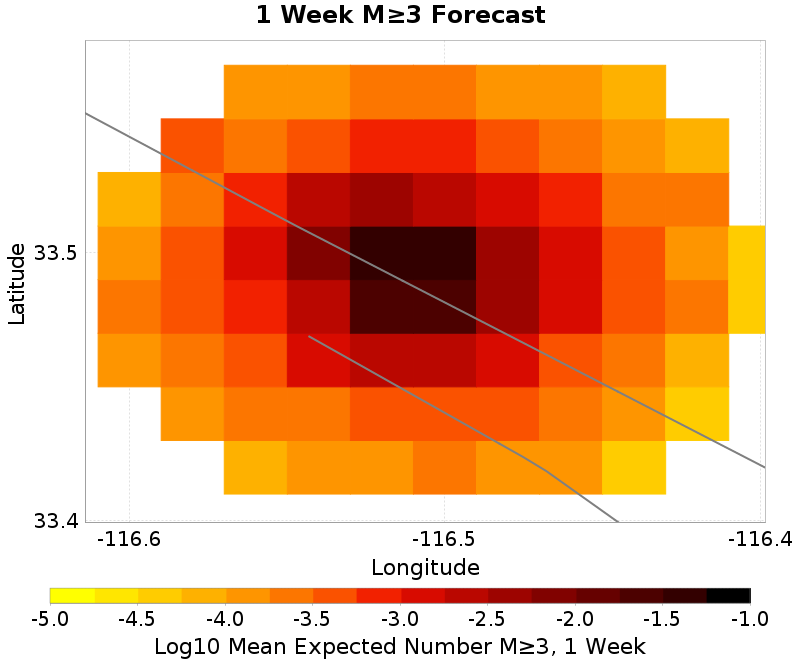 1 Week M≥3 Forecast
Latitude
33.5
33.4
-116.6 -116.5 -116.4
Longitude
-5.0 -4.5 -4.0 -3.5 -3.0 -2.5 -2.0 -1.5 -1.0
Log10 Mean Expected Number M≥3, 1 Week